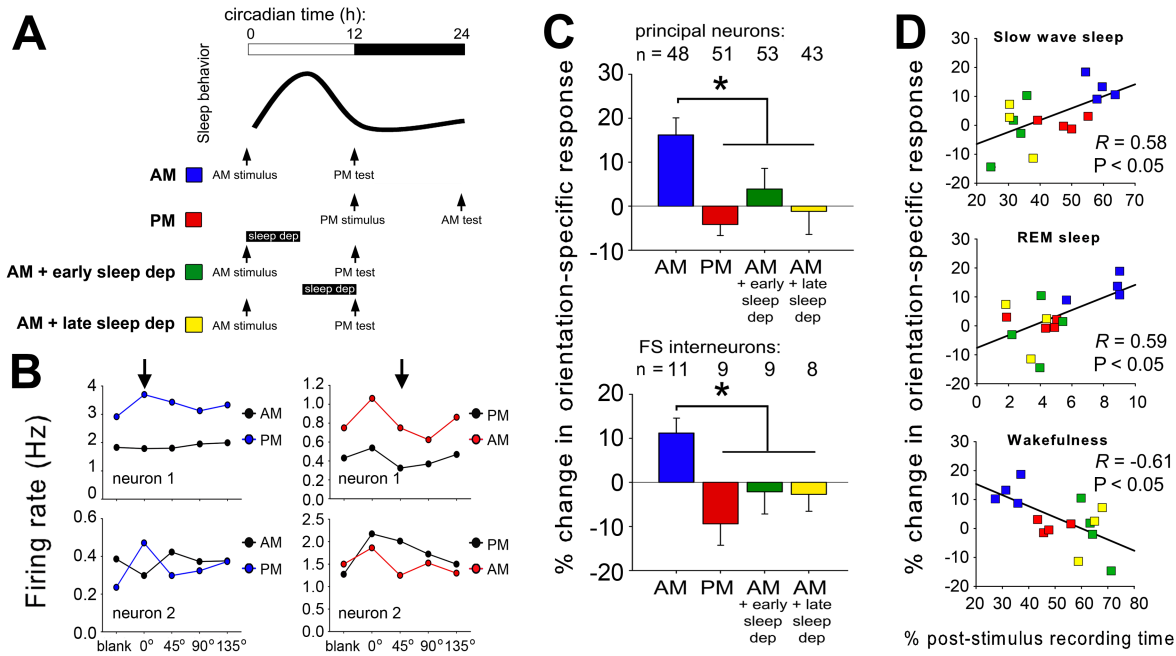 A
circadian time (h):
0 12 24
Sleep behavior
AM
AM stimulus PM test
PM
PM stimulus AM test
sleep dep
AM + early sleep dep
AM stimulus PM test
sleep dep
AM + late sleep dep
AM stimulus PM test
B
Firing rate (Hz)
4
3
2
1
0
AM
PM
neuron 1
1.2
1.0
0.8
0.6
0.4
0.2
0.0
PM
AM
neuron 1
0.6
0.4
0.2
0.0
AM
PM
neuron 2
blank 0° 45° 90° 135°
2.5
2.0
1.5
1.0
0.5
0.0
PM
AM
neuron 2
blank 0° 45° 90° 135°
C
% change in orientation-specific response
principal neurons:
n = 48 51 53 43
30
20
10
0
-10
*
AM PM AM AM
+ early + late
sleep sleep
dep dep
FS interneurons:
n = 11 9 9 8
20
10
0
-10
20
*
AM PM AM AM
+ early + late
sleep sleep
dep dep
D
% change in orientation-specific response
Slow wave sleep
30
20
10
0
-10
-20
R = 0.58
P < 0.05
20 30 40 50 60 70
REM sleep
30
20
10
0
-10
-20
R = 0.59
P < 0.05
0 2 4 6 8 10
Wakefulness
30
20
10
0
-10
-20
R = -0.61
P < 0.05
20 30 40 50 60 70 80
% post-stimulus recording time